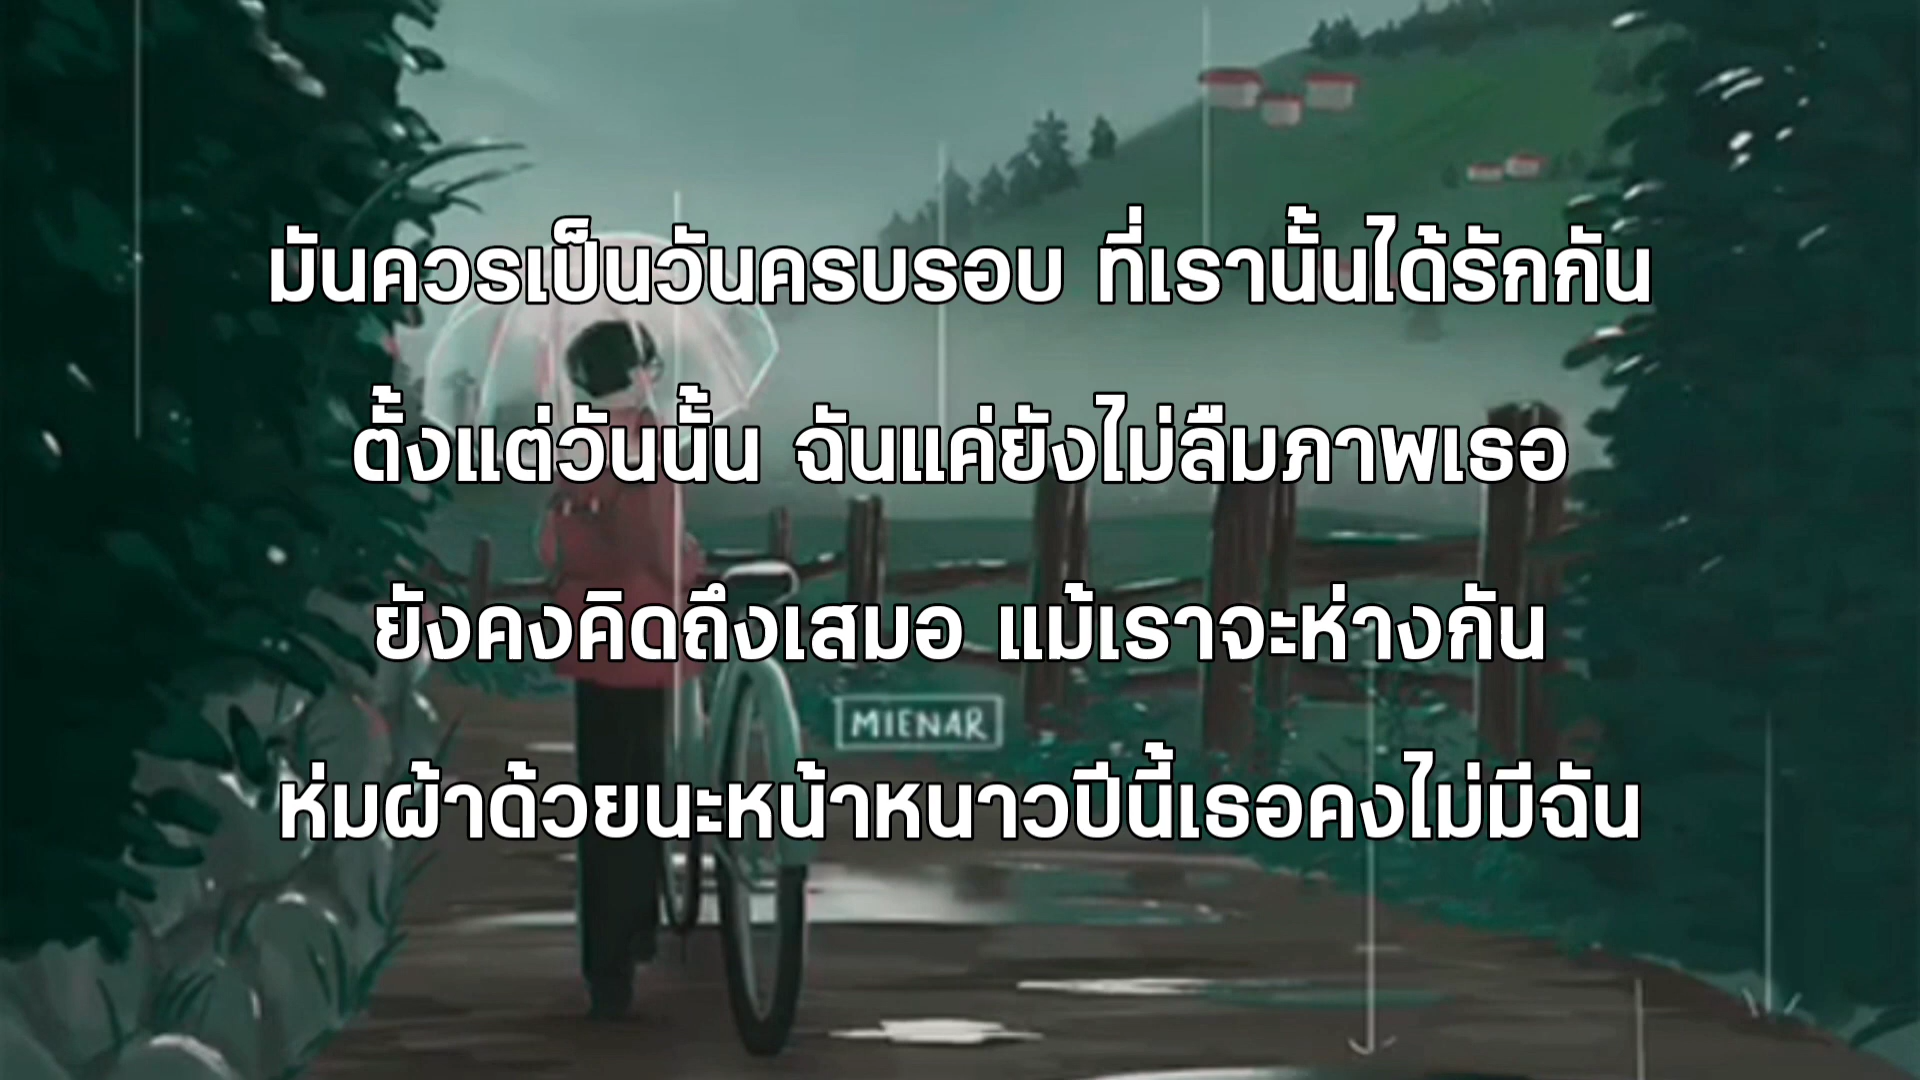 มันควรเป็นวันครบรอบ ที่เรานั้นได้รักกัน
ตั้งแต่วันนั้น ฉันแค่ยังไม่ลืมภาพเธอ
ยังคงคิดถึงเสมอ แม้เราจะห่างกัน
MIENAR
ห่มผ้าด้วยนะหน้าหนาวปีนี้เธอคงไม่มีฉัน